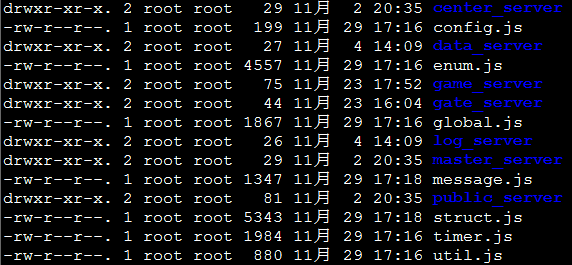 drwxr-xr-x. 2 root root 29 11月 2 20:35 center_server
-rw-r--r--. 1 root root 199 11月 29 17:16 config.js
drwxr-xr-x. 2 root root 27 11月 4 14:09 data_server
-rw-r--r--. 1 root root 4557 11月 29 17:16 enum.js
drwxr-xr-x. 2 root root 75 11月 23 17:52 game_server
drwxr-xr-x. 2 root root 44 11月 23 16:04 gate_server
-rw-r--r--. 1 root root 1867 11月 29 17:16 global.js
drwxr-xr-x. 2 root root 26 11月 4 14:09 log_server
drwxr-xr-x. 2 root root 29 11月 2 20:35 master_server
-rw-r--r--. 1 root root 1347 11月 29 17:18 message.js
drwxr-xr-x. 2 root root 81 11月 2 20:35 public_server
-rw-r--r--. 1 root root 5343 11月 29 17:18 struct.js
-rw-r--r--. 1 root root 1984 11月 29 17:16 timer.js
-rw-r--r--. 1 root root 880 11月 29 17:16 util.js